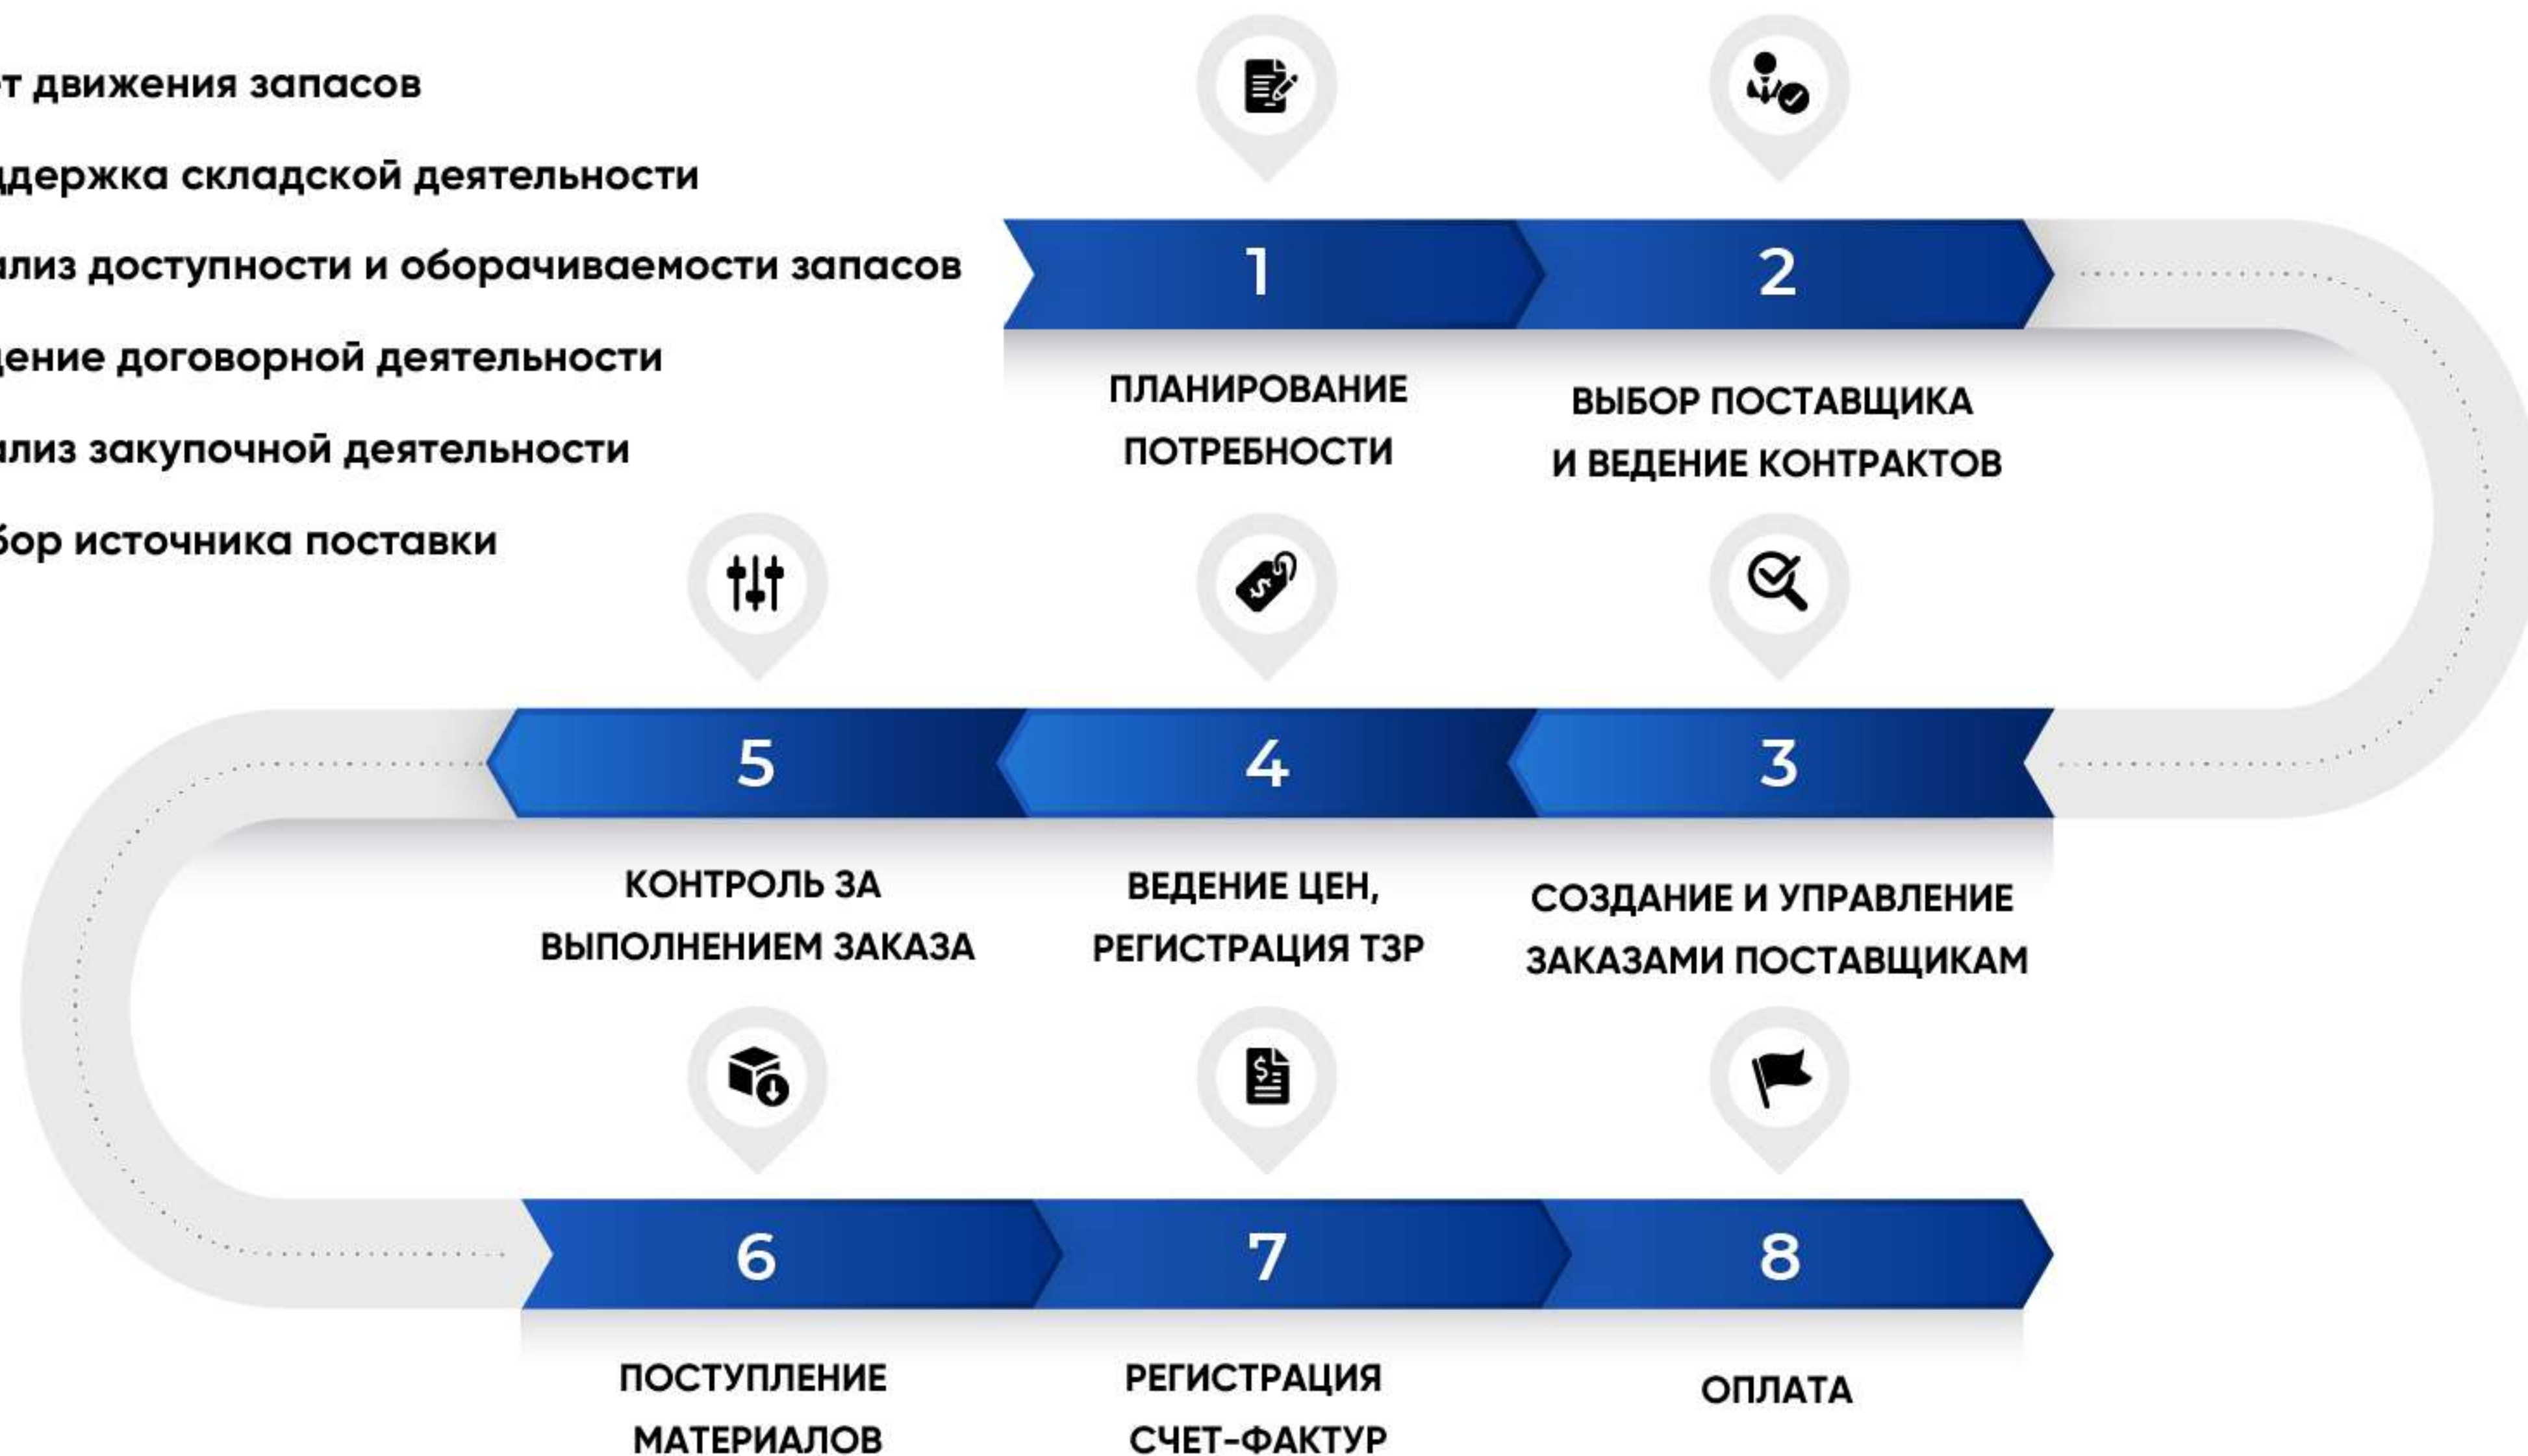 т движения запасов
держка складской деятельности
лиз доступности и оборачиваемости запасов
ение договорной деятельности
лиз закупочной деятельности
бор источника поставки
1
2
ПЛАНИРОВАНИЕ
ПОТРЕБНОСТИ
ВЫБОР ПОСТАВЩИКА
И ВЕДЕНИЕ КОНТРАКТОВ
5
4
3
КОНТРОЛЬ ЗА
ВЫПОЛНЕНИЕМ ЗАКАЗА
ВЕДЕНИЕ ЦЕН,
РЕГИСТРАЦИЯ ТЗР
СОЗДАНИЕ И УПРАВЛЕНИЕ
ЗАКАЗАМИ ПОСТАВЩИКАМ
6
7
8
ПОСТУПЛЕНИЕ
МАТЕРИАЛОВ
РЕГИСТРАЦИЯ
СЧЕТ-ФАКТУР
ОПЛАТА